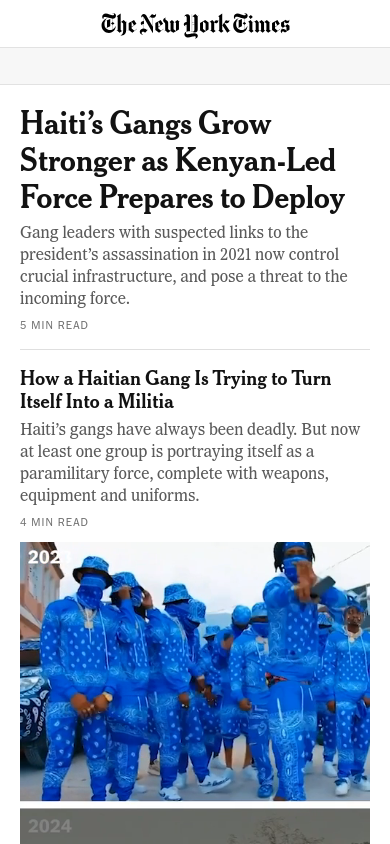 The New York Times
Haiti’s Gangs Grow
Stronger as Kenyan-Led
Force Prepares to Deploy
Gang leaders with suspected links to the
president’s assassination in 2021 now control
crucial infrastructure, and pose a threat to the
incoming force.
5 MIN READ
How a Haitian Gang Is Trying to Turn
Itself Into a Militia
Haiti’s gangs have always been deadly. But now
at least one group is portraying itself as a
paramilitary force, complete with weapons,
equipment and uniforms.
4 MIN READ
2023
2024